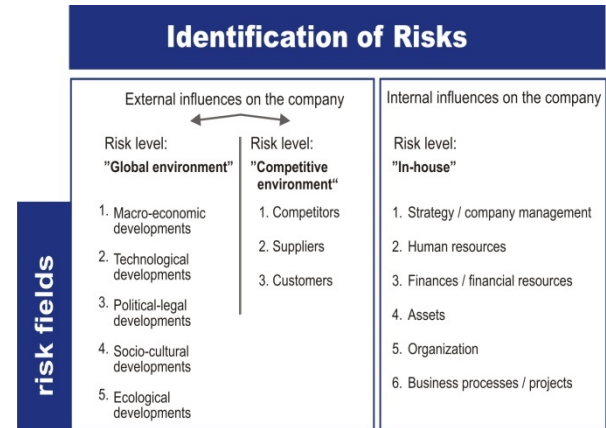 Identification of Risks
External influences on the company
Risk level:
”Global environment”
1. Macro-economic
developments
2. Technological
developments
3. Political-legal
developments
4. Socio-cultural
developments
5. Ecological
developments
Risk level:
”Competitive
environment“
1. Competitors
2. Suppliers
3. Customers
Internal influences on the company
Risk level:
”In-house”
1. Strategy / company management
2. Human resources
3. Finances / financial resources
4. Assets
5. Organization
6. Business processes / projects
risk fields